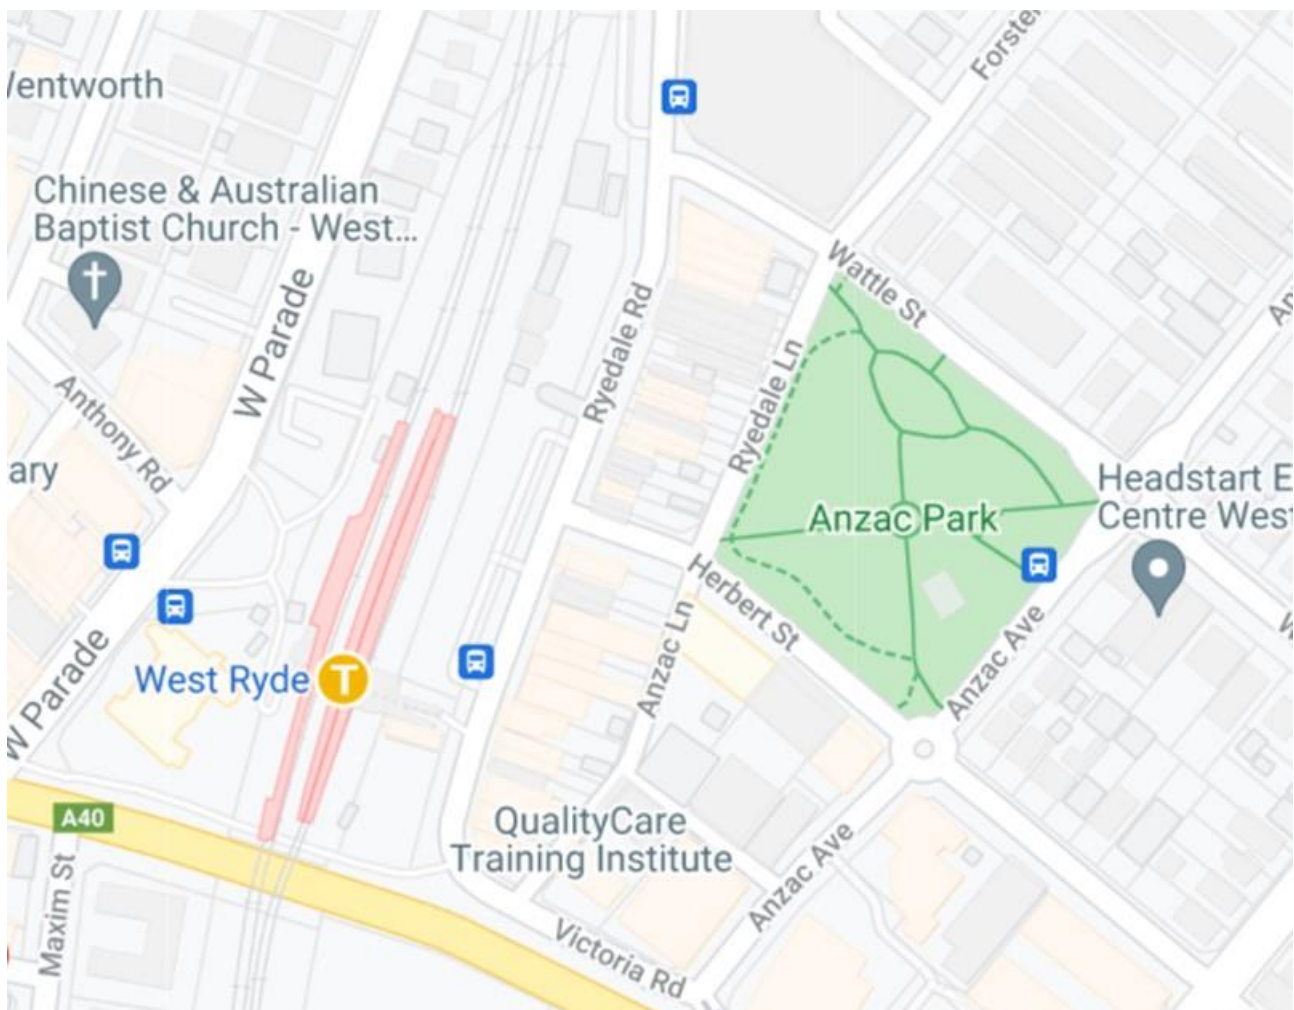 Forste
Wentworth
Chinese & Australian
Baptist Church - West...
Wattle St
An
W Parade
Ryedale Rd
Ryedale Ln
Anthony Rd
ary
Headstart E
Centre West
Anzac Park
Herbert St
Anzac Ln
Anzac Ave
W
West Ryde
T
W Parade
A40
QualityCare
Training Institute
Anzac Ave
Maxim St
Victoria Rd